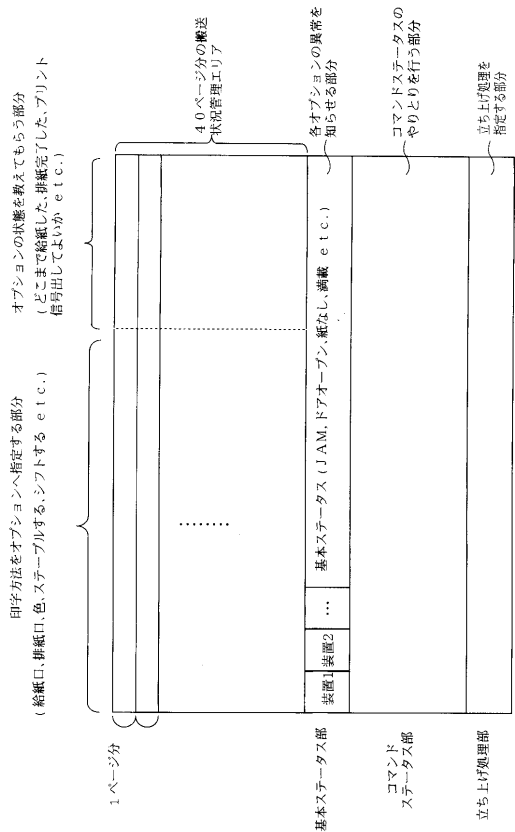 印字方法をオプションへ指定する部分
(給紙口、排紙口、色、ステープルする、シフトする etc.)
オプションの状態を教えてもらう部分
(どこまで給紙した、排紙完了した、プリント
信号出してよいか etc.)
1ページ分
40ページ分の搬送
状況管理エリア
基本ステータス部
装置1
装置2
…
基本ステータス(JAM、ドアオープン、紙なし、満載 etc.)
各オプションの異常を
知らせる部分
コマンド
ステータス部
コマンドステータスの
やりとりを行う部分
立ち上げ処理部
立ち上げ処理を
指定する部分